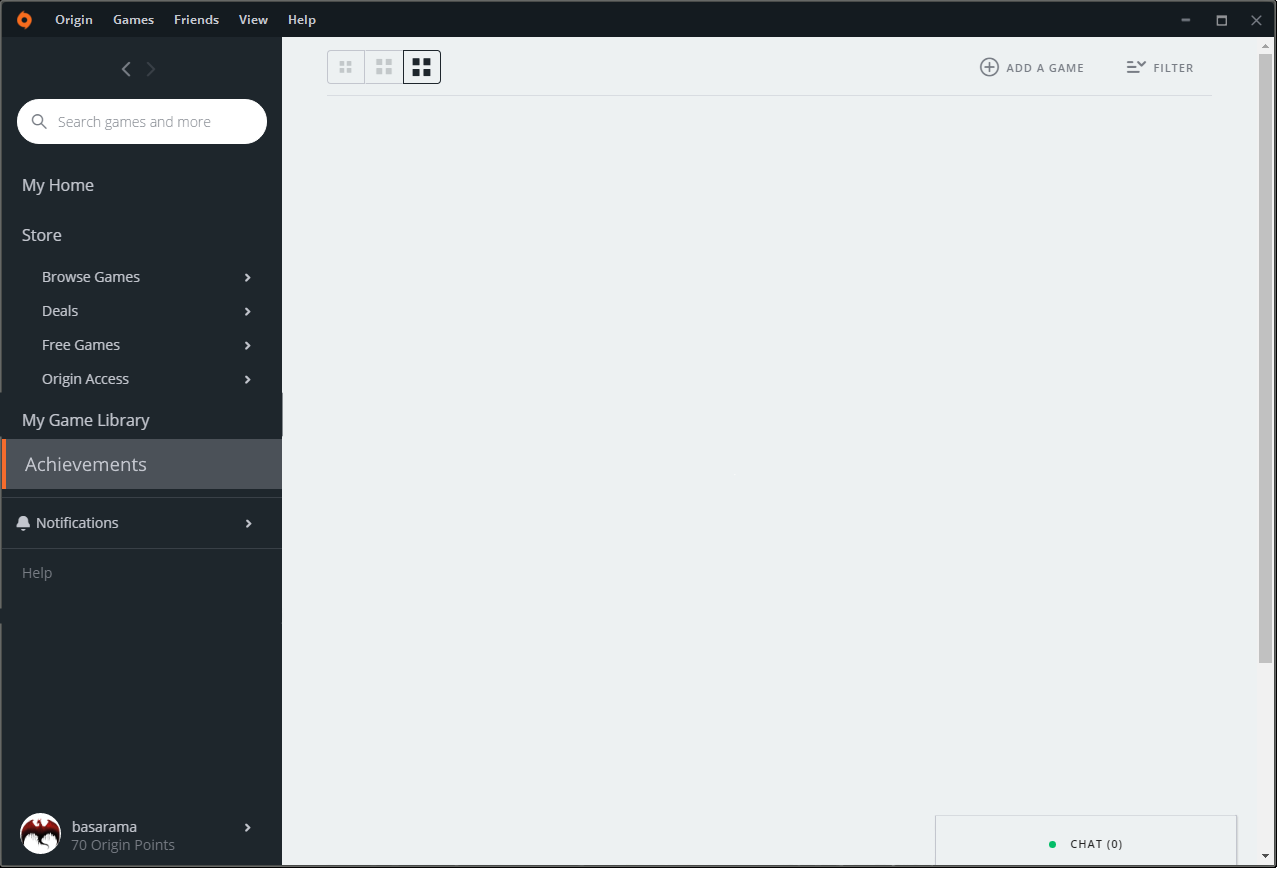 Origin Games Friends View Help
ADD A GAME FILTER
Search games and more
My Home
Store
Browse Games
Deals
Free Games
Origin Access
My Game Library
Achievements
Notifications
Help
basarama
70 Origin Points
CHAT (0)